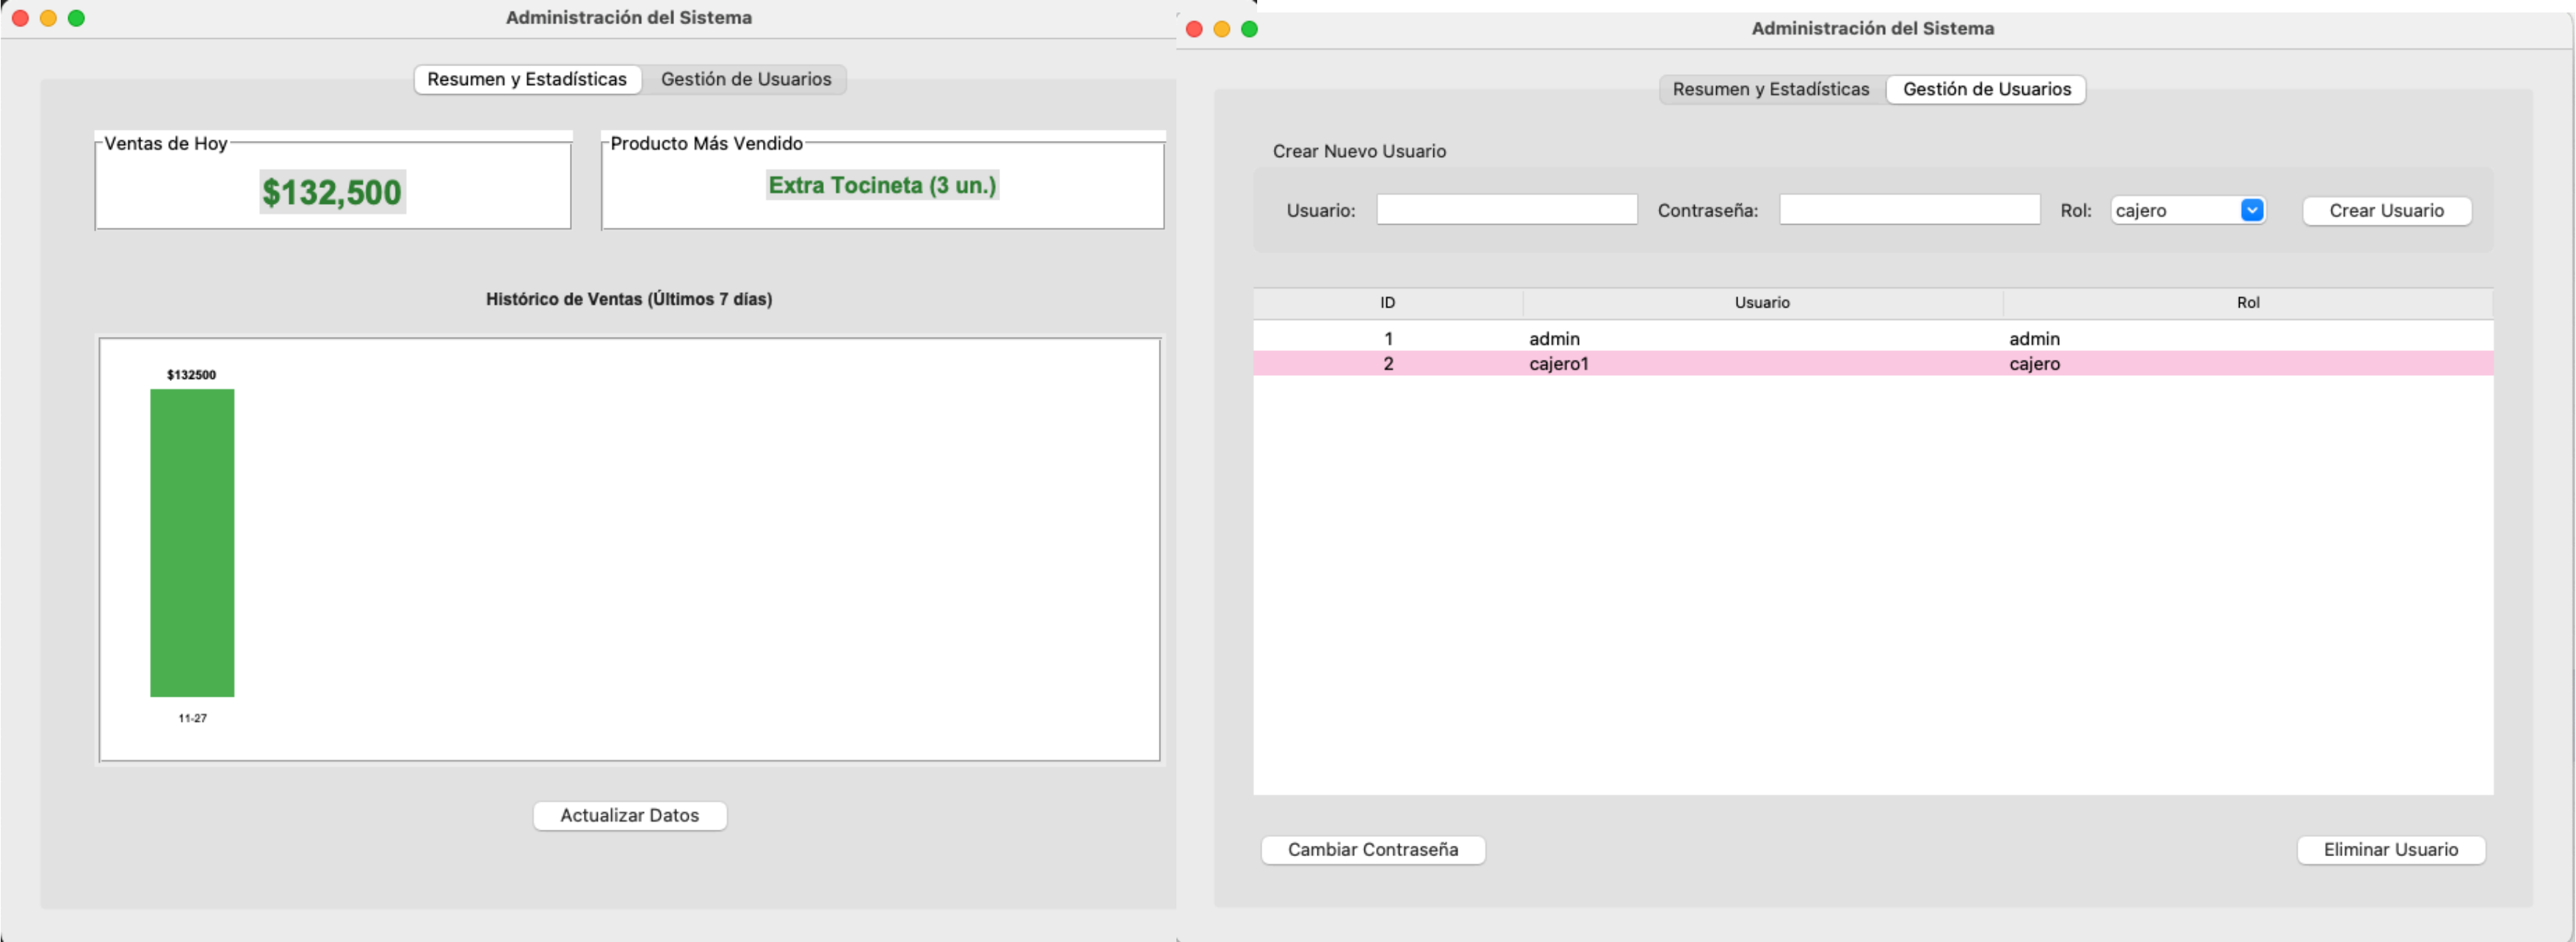 Administración del Sistema
Resumen y Estadísticas Gestión de Usuarios
Ventas de Hoy
$132,500
Producto Más Vendido
Extra Tocineta (3 un.)
Histórico de Ventas (Últimos 7 días)
$132500
11-27
Actualizar Datos
Administración del Sistema
Resumen y Estadísticas Gestión de Usuarios
Crear Nuevo Usuario
Usuario: Contraseña: Rol: cajero Crear Usuario
ID Usuario Rol
1 admin admin
2 cajero1 cajero
Cambiar Contraseña Eliminar Usuario